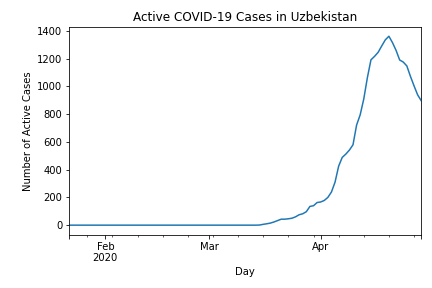 Active COVID-19 Cases in Uzbekistan
Number of Active Cases
1400
1200
1000
800
600
400
200
0
Feb
2020
Mar
Apr
Day